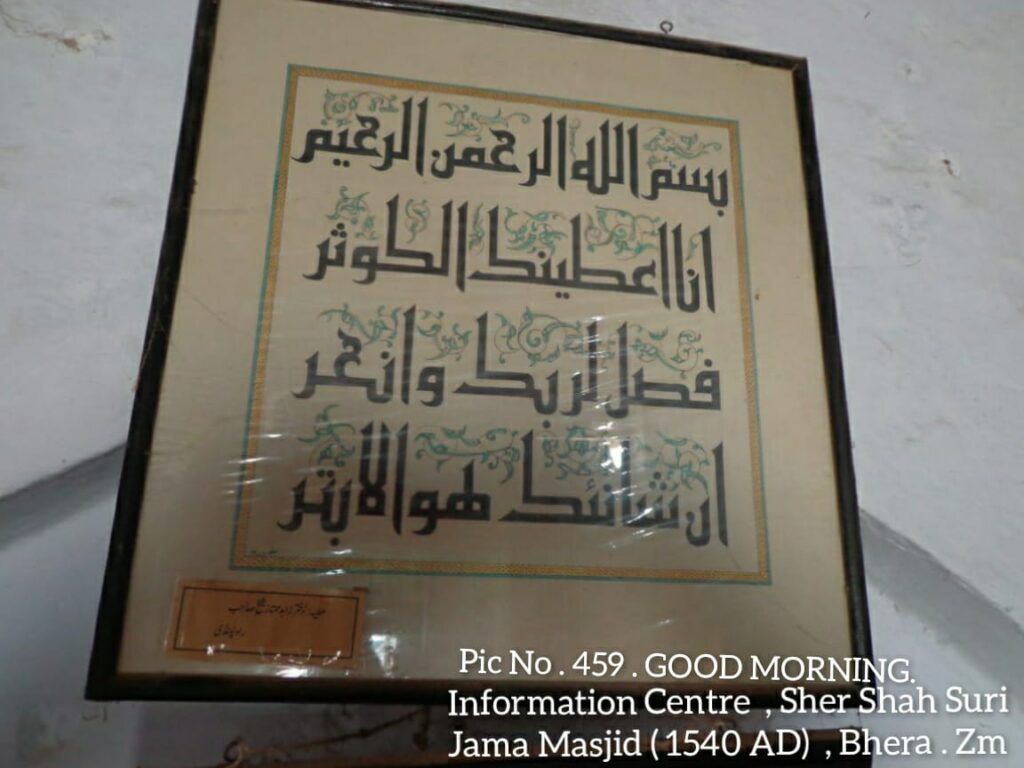 بسم الله الرحمن الرحيم
انا اعطينك الكوثر
فصل لربك وانحر
ان شانئك هو الابتر
راولپنڈی
Pic No . 459 . GOOD MORNING.
Information Centre , Sher Shah Suri
Jama Masjid ( 1540 AD) , Bhera . Zm